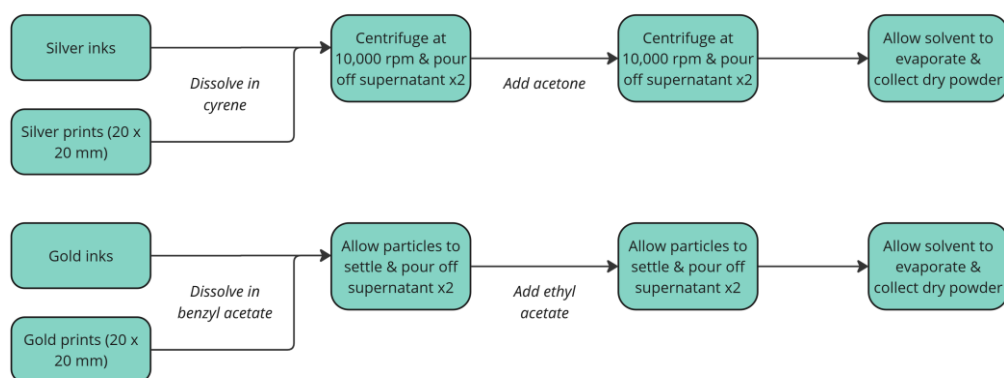 Silver inks
Silver prints (20 x
20 mm)
Dissolve in
cyrene
Centrifuge at
10,000 rpm & pour
off supernatant x2
Add acetone
Centrifuge at
10,000 rpm & pour
off supernatant x2
Allow solvent to
evaporate &
collect dry powder
Gold inks
Gold prints (20 x
20 mm)
Dissolve in
benzyl acetate
Allow particles to
settle & pour off
supernatant x2
Add ethyl
acetate
Allow particles to
settle & pour off
supernatant x2
Allow solvent to
evaporate &
collect dry powder